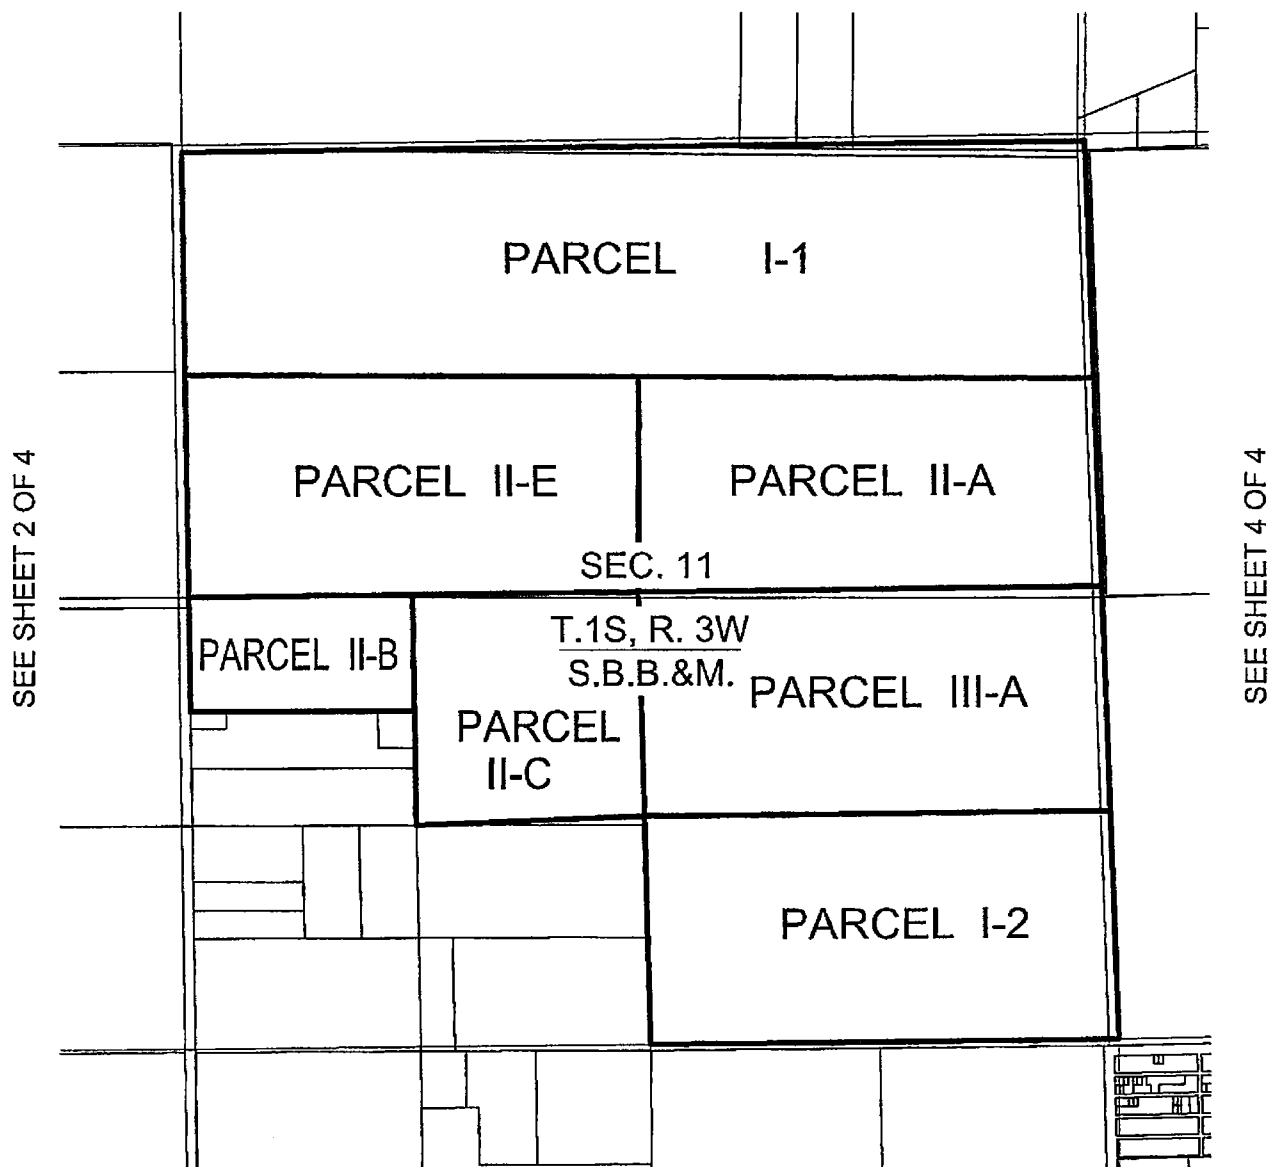 PARCEL I-1
PARCEL II-E
PARCEL II-A
SEC. 11
T.1S, R. 3W
S.B.B.&M.
PARCEL II-B
PARCEL III-A
PARCEL
II-C
PARCEL I-2
SEE SHEET 2 OF 4
SEE SHEET 4 OF 4